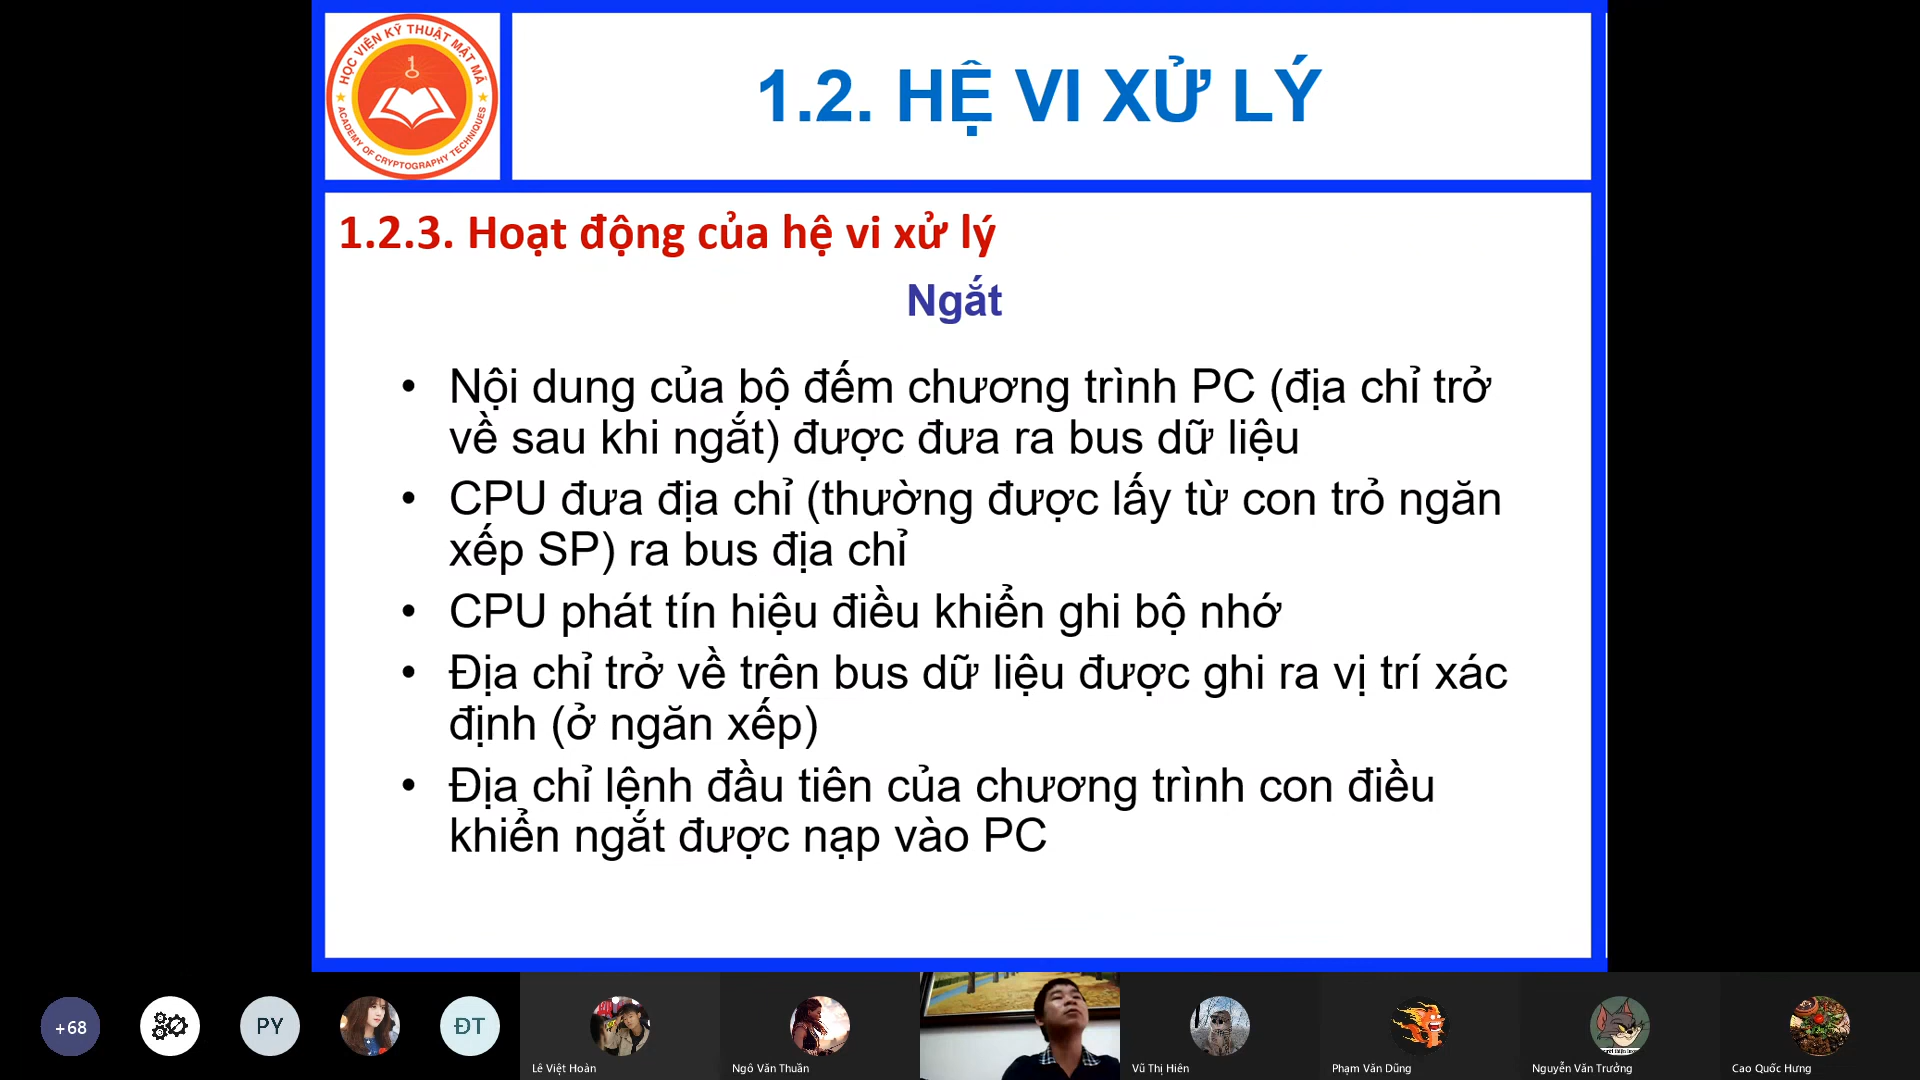 HỌC VIỆN KỸ THUẬT MẬT MÃ
ACADEMY OF CRYPTOGRAPHY TECHNIQUES
1.2. HỆ VI XỬ LÝ
1.2.3. Hoạt động của hệ vi xử lý
Ngắt
• Nội dung của bộ đếm chương trình PC (địa chỉ trở
về sau khi ngắt) được đưa ra bus dữ liệu
• CPU đưa địa chỉ (thường được lấy từ con trỏ ngăn
xếp SP) ra bus địa chỉ
• CPU phát tín hiệu điều khiển ghi bộ nhớ
• Địa chỉ trở về trên bus dữ liệu được ghi ra vị trí xác
định (ở ngăn xếp)
• Địa chỉ lệnh đầu tiên của chương trình con điều
khiển ngắt được nạp vào PC
+68
PY
ĐT
Lê Việt Hoàn
Ngô Văn Thuần
Vũ Thị Hiên
Phạm Văn Dũng
Nguyễn Văn Trưởng
Cao Quốc Hưng